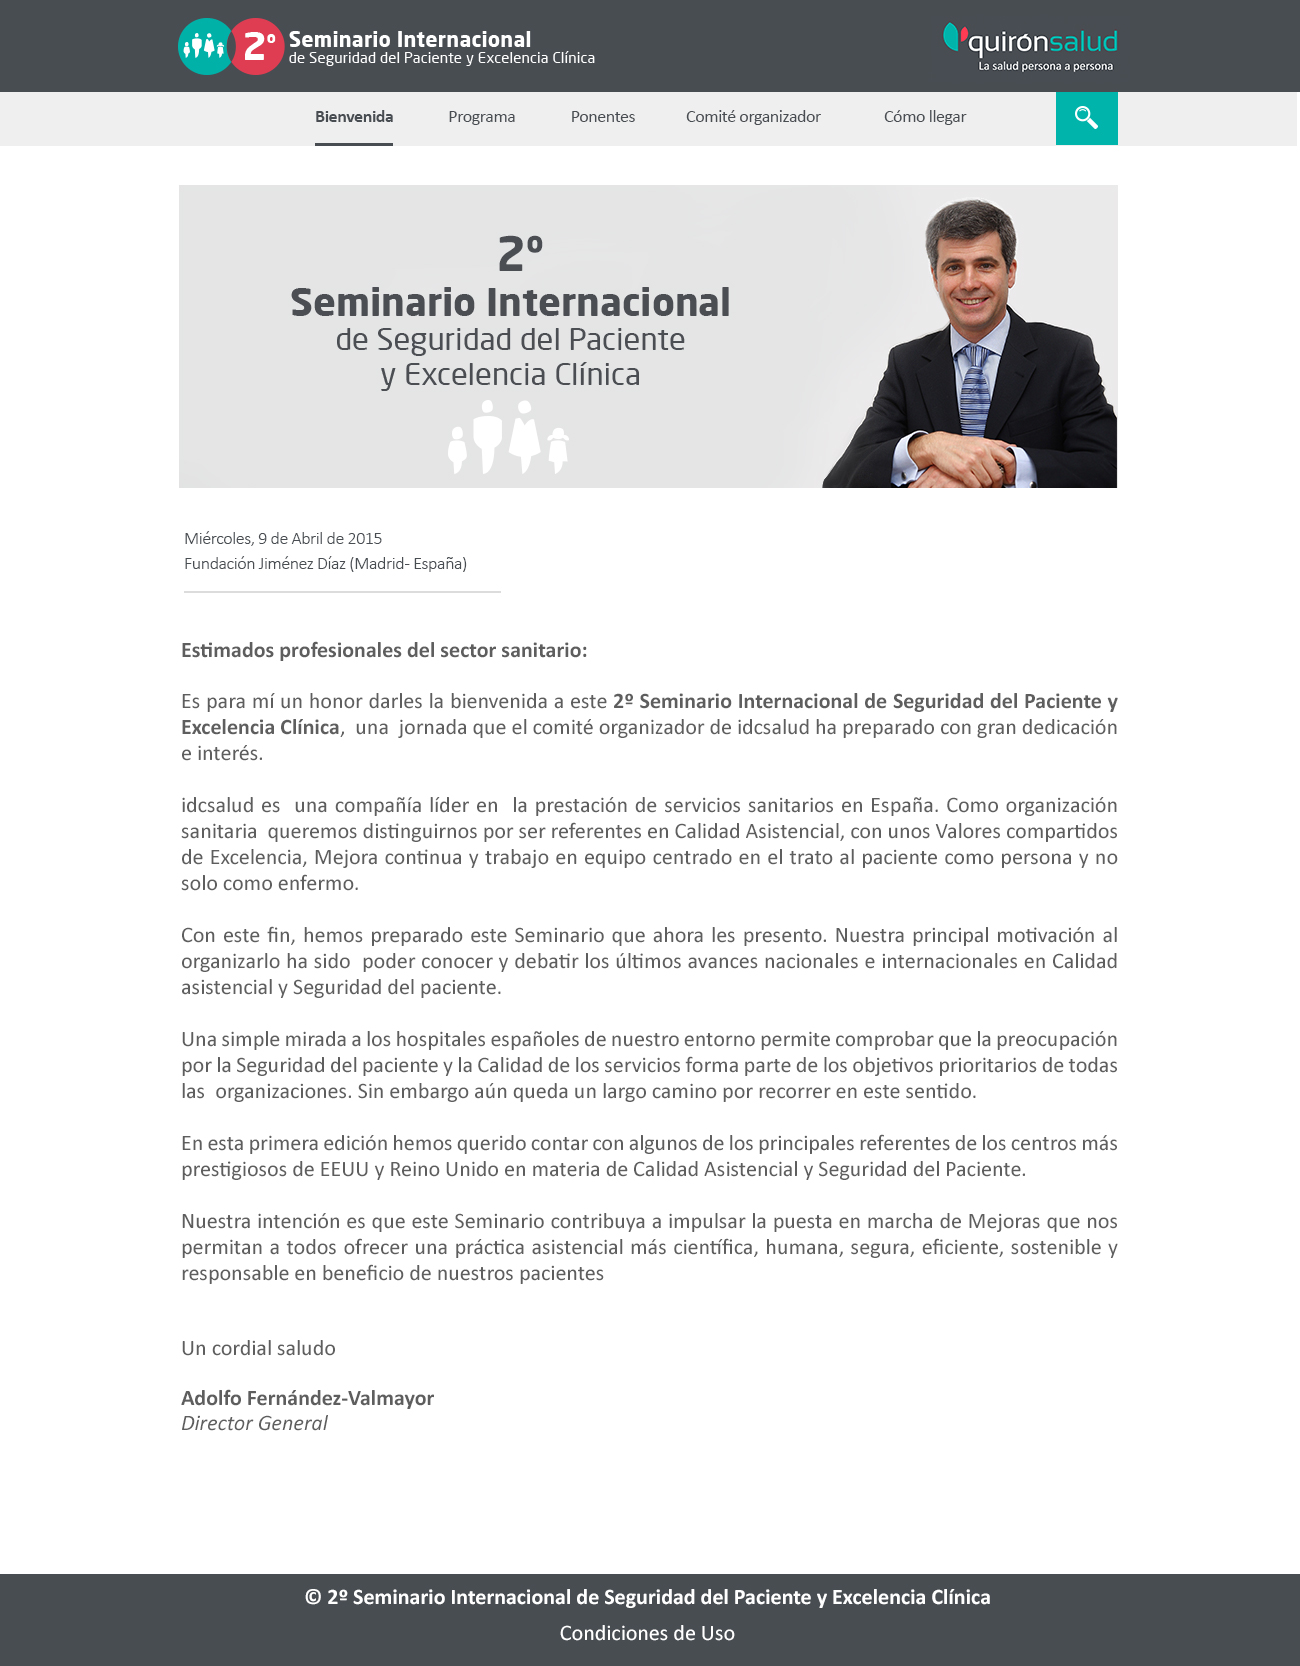 2º
Seminario Internacional
de Seguridad del Paciente y Excelencia Clínica
quirónsalud
La salud persona a persona
Bienvenida
Programa
Ponentes
Comité organizador
Cómo llegar
2º
Seminario Internacional
de Seguridad del Paciente
y Excelencia Clínica
Miércoles, 9 de Abril de 2015
Fundación Jiménez Díaz (Madrid- España)
Estimados profesionales del sector sanitario:
Es para mí un honor darles la bienvenida a este 2º Seminario Internacional de Seguridad del Paciente y
Excelencia Clínica, una jornada que el comité organizador de idcsalud ha preparado con gran dedicación
e interés.
idcsalud es una compañía líder en la prestación de servicios sanitarios en España. Como organización
sanitaria queremos distinguirnos por ser referentes en Calidad Asistencial, con unos Valores compartidos
de Excelencia, Mejora continua y trabajo en equipo centrado en el trato al paciente como persona y no
solo como enfermo.
Con este fin, hemos preparado este Seminario que ahora les presento. Nuestra principal motivación al
organizarlo ha sido poder conocer y debatir los últimos avances nacionales e internacionales en Calidad
asistencial y Seguridad del paciente.
Una simple mirada a los hospitales españoles de nuestro entorno permite comprobar que la preocupación
por la Seguridad del paciente y la Calidad de los servicios forma parte de los objetivos prioritarios de todas
las organizaciones. Sin embargo aún queda un largo camino por recorrer en este sentido.
En esta primera edición hemos querido contar con algunos de los principales referentes de los centros más
prestigiosos de EEUU y Reino Unido en materia de Calidad Asistencial y Seguridad del Paciente.
Nuestra intención es que este Seminario contribuya a impulsar la puesta en marcha de Mejoras que nos
permitan a todos ofrecer una práctica asistencial más científica, humana, segura, eficiente, sostenible y
responsable en beneficio de nuestros pacientes
Un cordial saludo
Adolfo Fernández-Valmayor
Director General
© 2º Seminario Internacional de Seguridad del Paciente y Excelencia Clínica
Condiciones de Uso